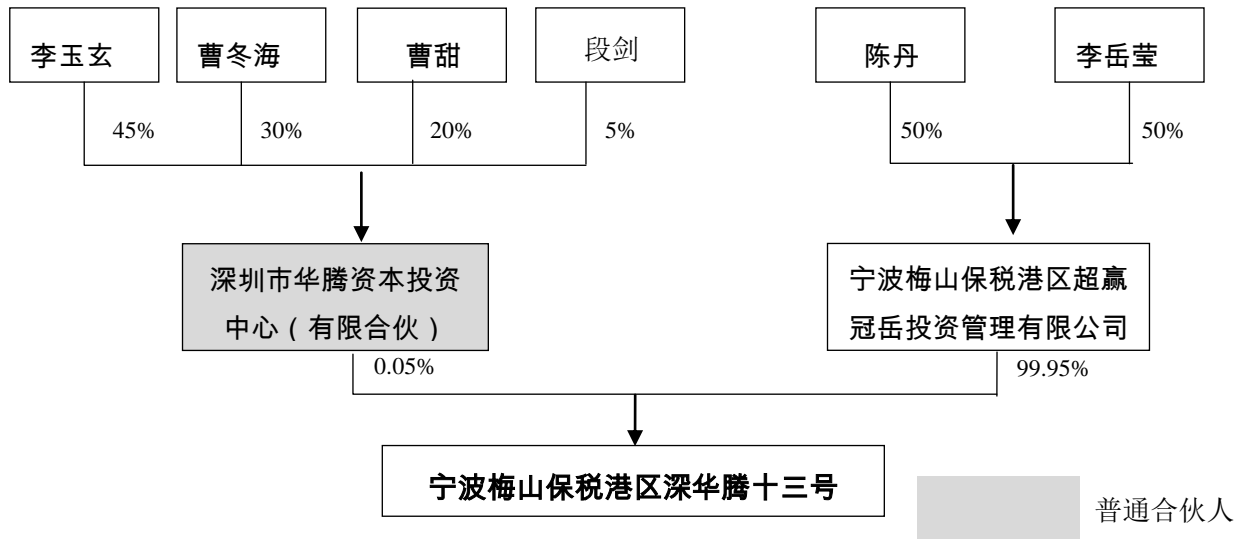 李玉玄
曹冬海
曹甜
段剑
陈丹
李岳莹
45%
30%
20%
5%
50%
50%
深圳市华腾资本投资
中心（有限合伙）
宁波梅山保税港区超赢
冠岳投资管理有限公司
0.05%
99.95%
宁波梅山保税港区深华腾十三号
普通合伙人